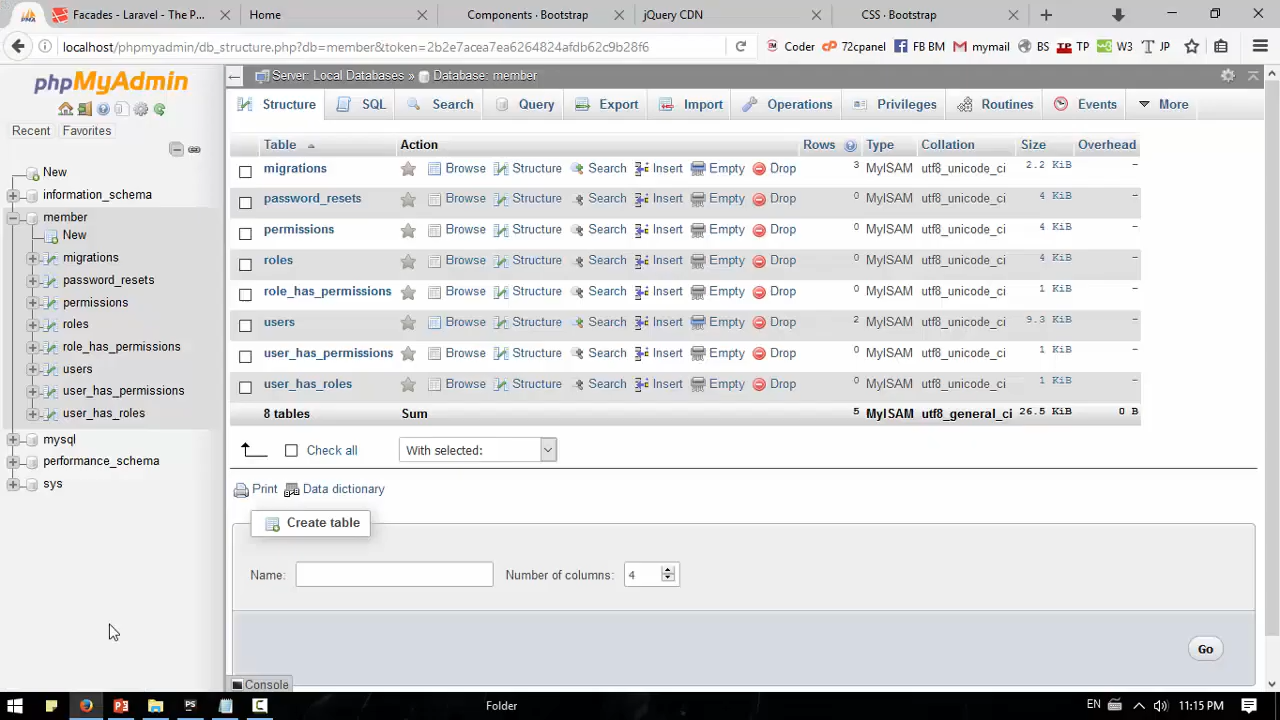 Facades - Laravel - The P...
Home
Components · Bootstrap
jQuery CDN
CSS · Bootstrap
localhost/phpmyadmin/db_structure.php?db=member&token=2b2e7acea7ea6264824afdb62c9b28f6
Coder
72cpanel
FB BM
mymail
BS
TP
W3
JP
phpMyAdmin
Recent
Favorites
New
information_schema
member
New
migrations
password_resets
permissions
roles
role_has_permissions
users
user_has_permissions
user_has_roles
mysql
performance_schema
sys
Server: Local Databases » Database: member
Structure
SQL
Search
Query
Export
Import
Operations
Privileges
Routines
Events
More
Table Action Rows Type Collation Size Overhead
migrations Browse Structure Search Insert Empty Drop 3 MyISAM utf8_unicode_ci 2.2 KiB -
password_resets Browse Structure Search Insert Empty Drop 0 MyISAM utf8_unicode_ci 4 KiB -
permissions Browse Structure Search Insert Empty Drop 0 MyISAM utf8_unicode_ci 4 KiB -
roles Browse Structure Search Insert Empty Drop 0 MyISAM utf8_unicode_ci 4 KiB -
role_has_permissions Browse Structure Search Insert Empty Drop 0 MyISAM utf8_unicode_ci 1 KiB -
users Browse Structure Search Insert Empty Drop 2 MyISAM utf8_unicode_ci 9.3 KiB -
user_has_permissions Browse Structure Search Insert Empty Drop 0 MyISAM utf8_unicode_ci 1 KiB -
user_has_roles Browse Structure Search Insert Empty Drop 0 MyISAM utf8_unicode_ci 1 KiB -
8 tables Sum 5 MyISAM utf8_general_ci 26.5 KiB 0 B
Check all
With selected:
Print
Data dictionary
Create table
Name:
Number of columns: 4
Go
Console
Folder
EN
11:15 PM